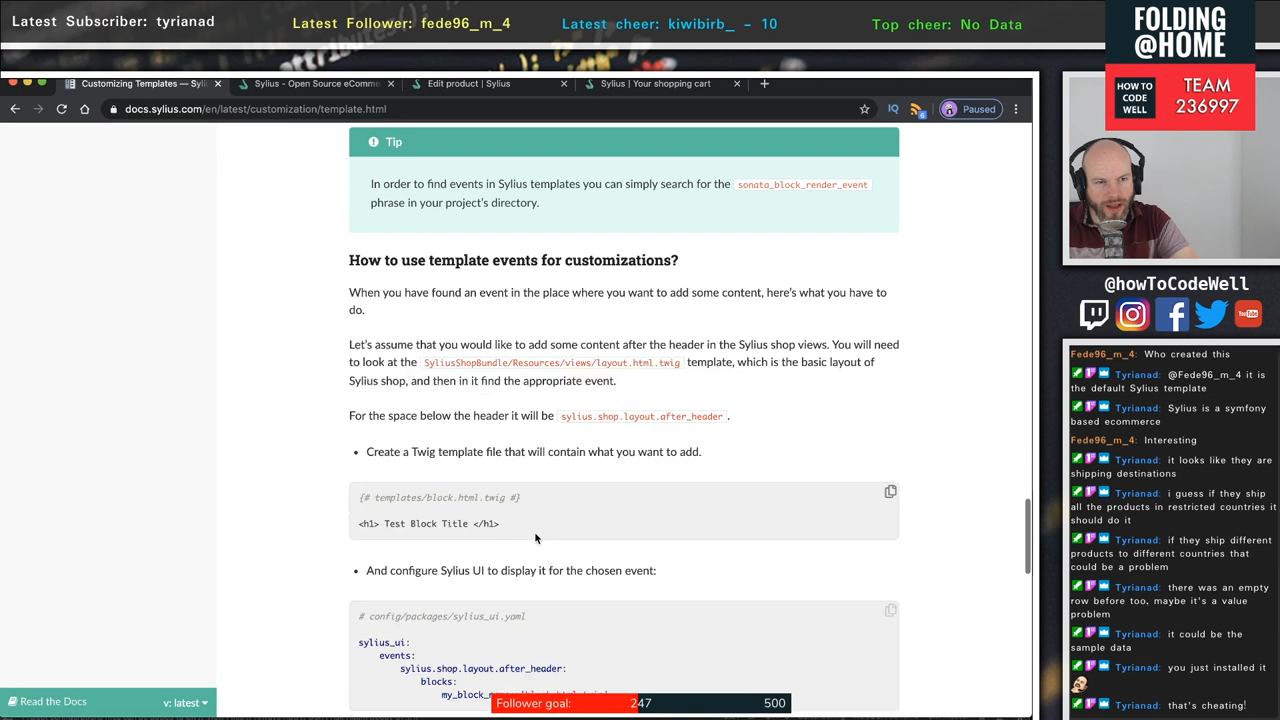 Latest Subscriber: tyrianad
Latest Follower: fede96_m_4
Latest cheer: kiwibirb_ - 10
Top cheer: No Data
FOLDING
@HOME
HOW TO
CODE
WELL
TEAM
236997
Customizing Templates —
Sylius - Open Source eComme
Edit product | Sylius
Sylius | Your shopping cart
docs.sylius.com/en/latest/customization/template.html
IQ
6
Paused
Tip
In order to find events in Sylius templates you can simply search for the sonata_block_render_event
phrase in your project's directory.
How to use template events for customizations?
When you have found an event in the place where you want to add some content, here's what you have to
do.
Let's assume that you would like to add some content after the header in the Sylius shop views. You will need
to look at the SyliusShopBundle/Resources/views/layout.html.twig template, which is the basic layout of
Sylius shop, and then in it find the appropriate event.
For the space below the header it will be sylius.shop.layout.after_header.
• Create a Twig template file that will contain what you want to add.
{# templates/block.html.twig #}
<h1> Test Block Title </h1>
• And configure Sylius UI to display it for the chosen event:
# config/packages/sylius_ui.yaml
sylius_ui:
events:
sylius.shop.layout.after_header:
blocks:
Read the Docs
v: latest
Follower goal:
247
500
@howToCodeWell
You Tube
Fede96_m_4: Who created this
Tyrianad: @Fede96_m_4 it is
the default Sylius template
Tyrianad: Sylius is a symfony
based ecommerce
Fede96_m_4: Interesting
Tyrianad: it looks like they are
shipping destinations
Tyrianad: i guess if they ship
all the products in restricted countries it
should do it
Tyrianad: if they ship different
products to different countries that
could be a problem
Tyrianad: there was an empty
row before too, maybe it's a value
problem
Tyrianad: it could be the
sample data
Tyrianad: you just installed it
Tyrianad: that's cheating!